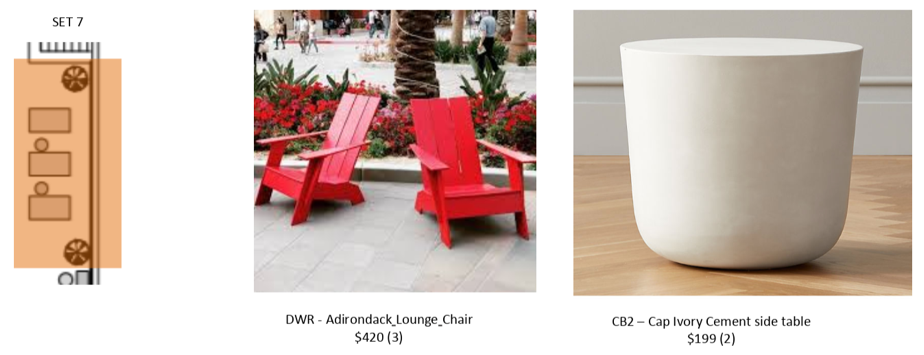 SET 7
DWR - Adirondack_Lounge_Chair
$420 (3)
CB2 – Cap Ivory Cement side table
$199 (2)